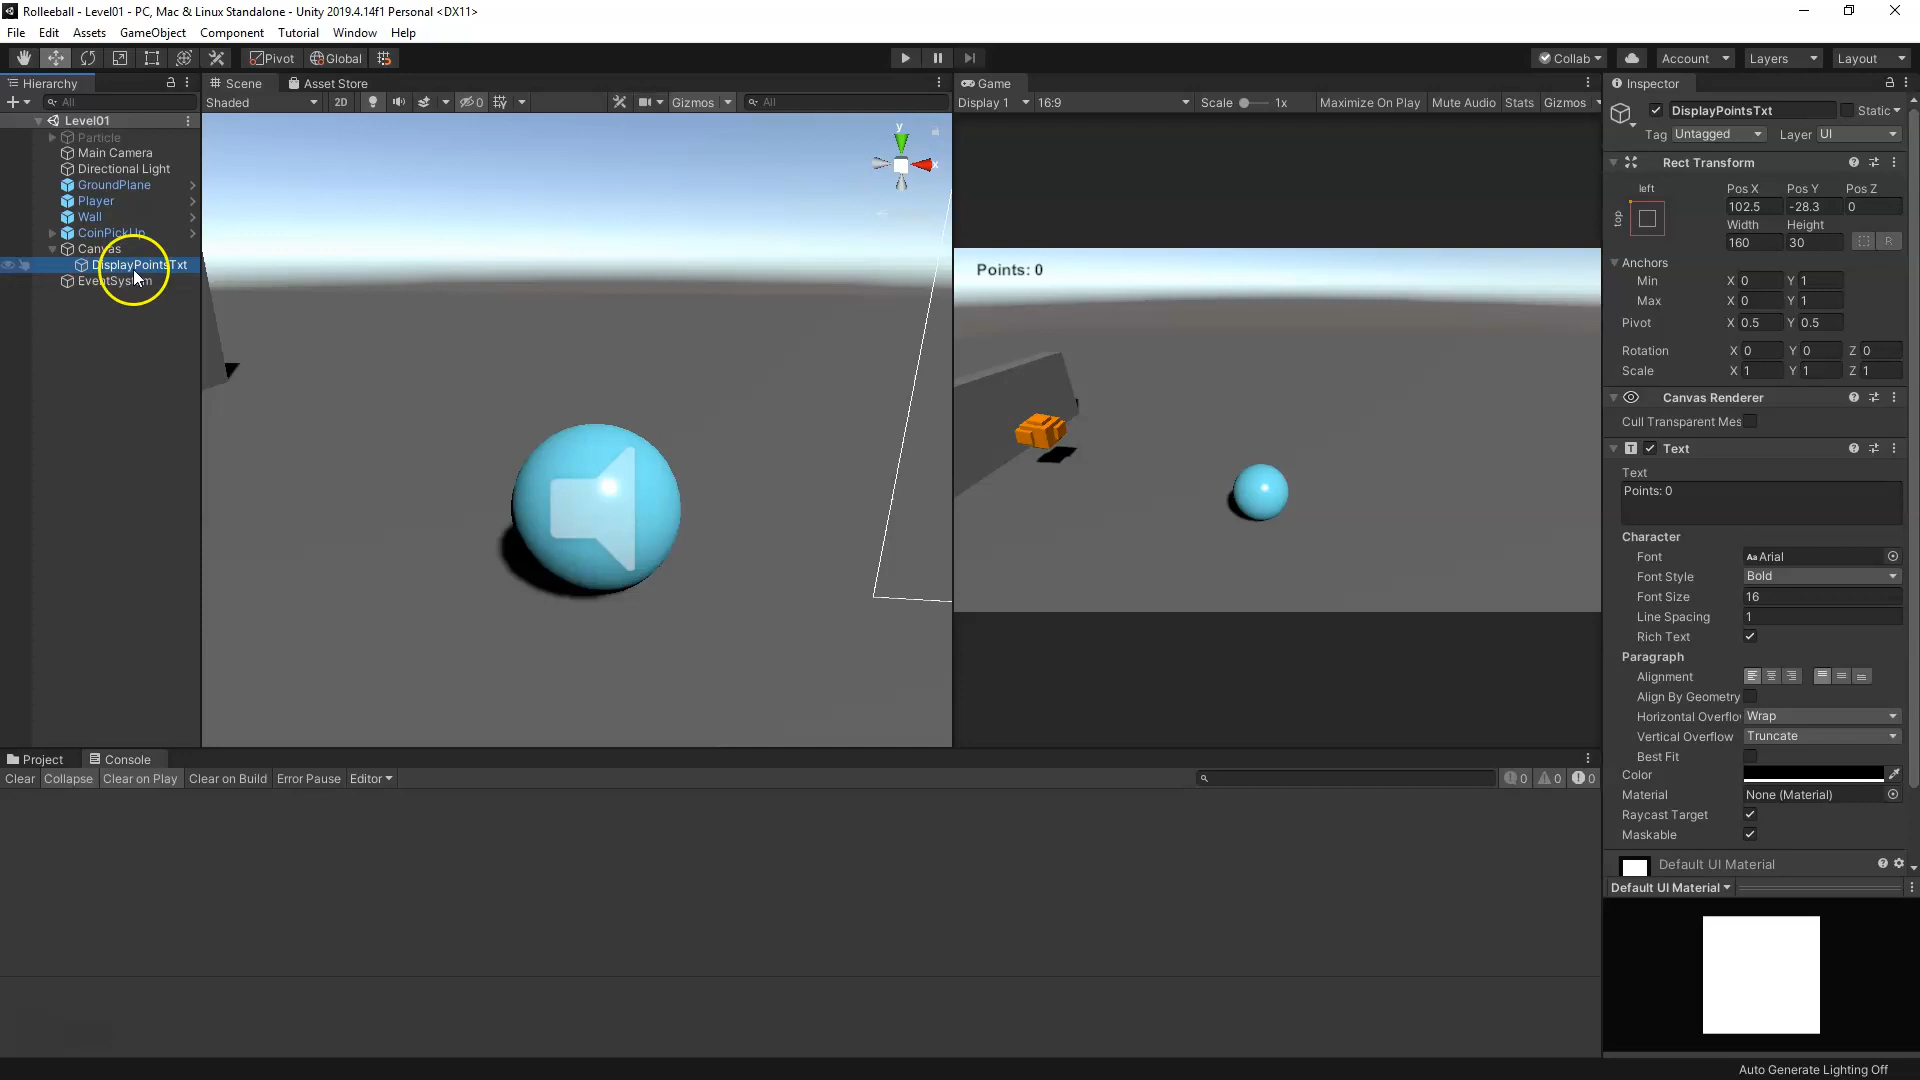 Rolleeball - Level01 - PC, Mac & Linux Standalone - Unity 2019.4.14f1 Personal <DX11>
File Edit Assets GameObject Component Tutorial Window Help
Pivot Global Collab Account Layers Layout
Hierarchy
All
Level01
Particle
Main Camera
Directional Light
GroundPlane
Player
Wall
CoinPickUp
Canvas
DisplayPointsTxt
EventSystem
Scene Asset Store
Shaded 2D 0 Gizmos All
y
x
Game
Display 1 16:9 Scale 1x Maximize On Play Mute Audio Stats Gizmos
Points: 0
Inspector
DisplayPointsTxt Static
Tag Untagged Layer UI
Rect Transform
left
top
Pos X Pos Y Pos Z
102.5 -28.3 0
Width Height
160 30 R
Anchors
Min X 0 Y 1
Max X 0 Y 1
Pivot X 0.5 Y 0.5
Rotation X 0 Y 0 Z 0
Scale X 1 Y 1 Z 1
Canvas Renderer
Cull Transparent Mes
T Text
Text
Points: 0
Character
Font Aa Arial
Font Style Bold
Font Size 16
Line Spacing 1
Rich Text
Paragraph
Alignment
Align By Geometry
Horizontal Overflo Wrap
Vertical Overflow Truncate
Best Fit
Color
Material None (Material)
Raycast Target
Maskable
Default UI Material
Default UI Material
Project Console
Clear Collapse Clear on Play Clear on Build Error Pause Editor 0 0 0
Auto Generate Lighting Off